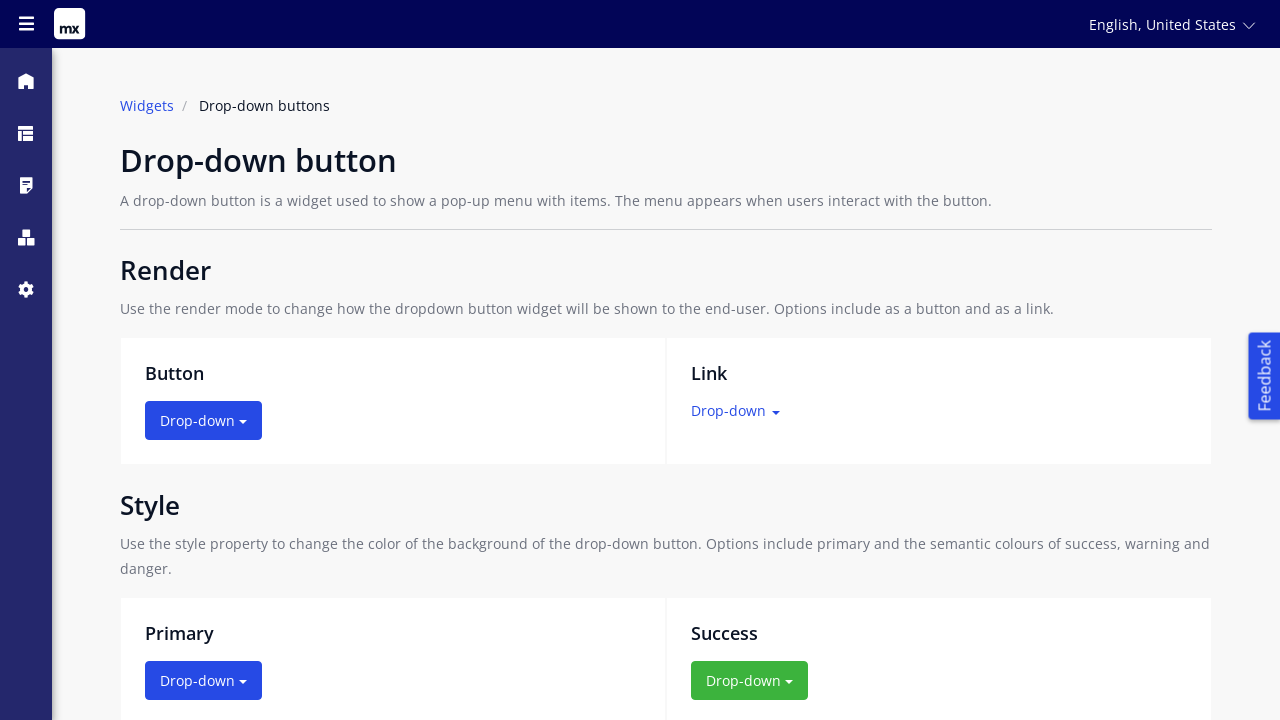 mx
English, United States
Widgets / Drop-down buttons
Drop-down button
A drop-down button is a widget used to show a pop-up menu with items. The menu appears when users interact with the button.
Render
Use the render mode to change how the dropdown button widget will be shown to the end-user. Options include as a button and as a link.
Button
Drop-down
Link
Drop-down
Feedback
Style
Use the style property to change the color of the background of the drop-down button. Options include primary and the semantic colours of success, warning and
danger.
Primary
Drop-down
Success
Drop-down